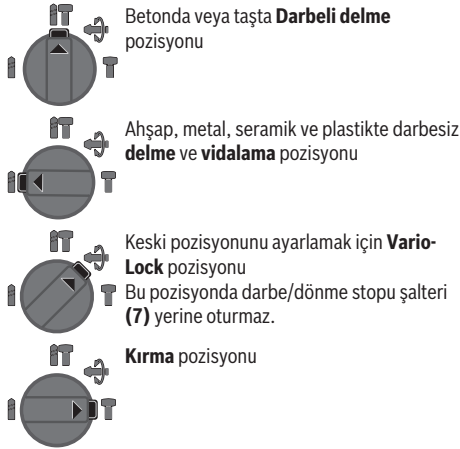 Betonda veya taşta Darbeli delme
pozisyonu
Ahşap, metal, seramik ve plastikte darbesiz
delme ve vidalama pozisyonu
Keski pozisyonunu ayarlamak için Vario-
Lock pozisyonu
Bu pozisyonda darbe/dönme stopu şalteri
(7) yerine oturmaz.
Kırma pozisyonu